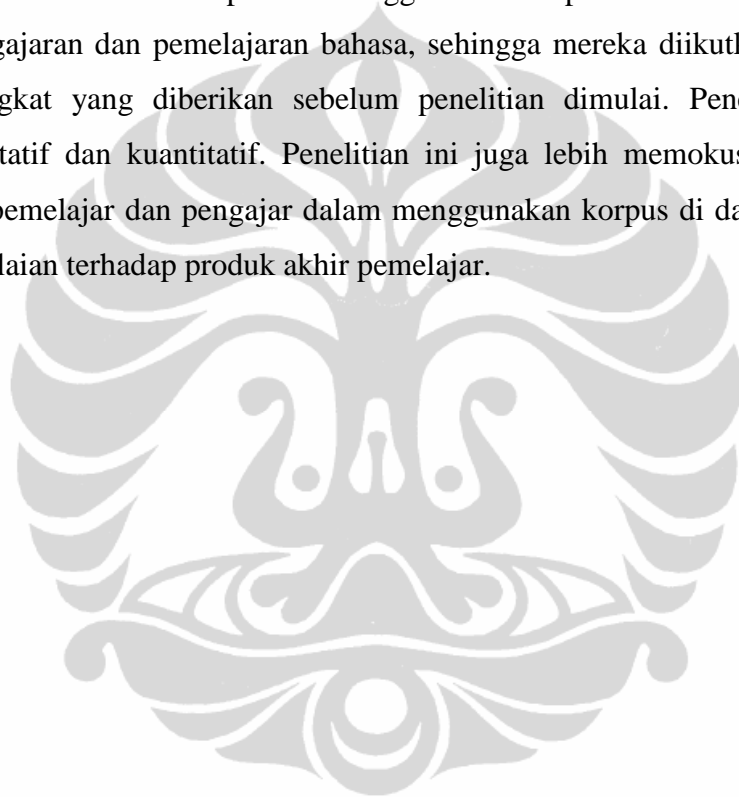 gajaran dan pemelajaran bahasa, sehingga mereka diikutk
gkat yang diberikan sebelum penelitian dimulai. Pend
tatif dan kuantitatif. Penelitian ini juga lebih memokus
pemelajar dan pengajar dalam menggunakan korpus di da
laian terhadap produk akhir pemelajar.